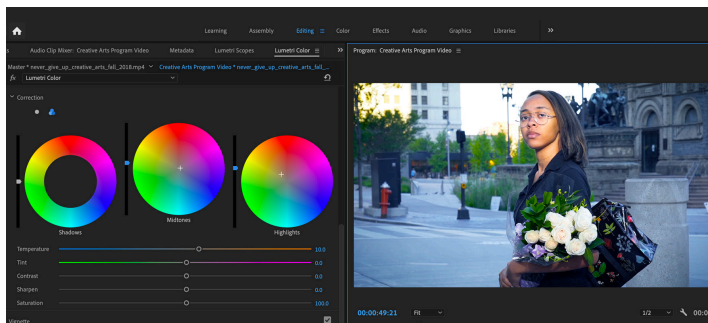 Learning Assembly Editing Color Effects Audio Graphics Libraries
s Audio Clip Mixer: Creative Arts Program Video Metadata Lumetri Scopes Lumetri Color Program: Creative Arts Program Video
Master * never_give_up_creative_arts_fall_2018.mp4 Creative Arts Program Video * never_give_up_creative_arts_fall_...
fx Lumetri Color
Correction
Midtones
Shadows Highlights
Temperature 10.0
Tint 0.0
Contrast 0.0
Sharpen 0.0
Saturation 100.0
00:00:49:21 Fit 1/2 00:0
Vignette